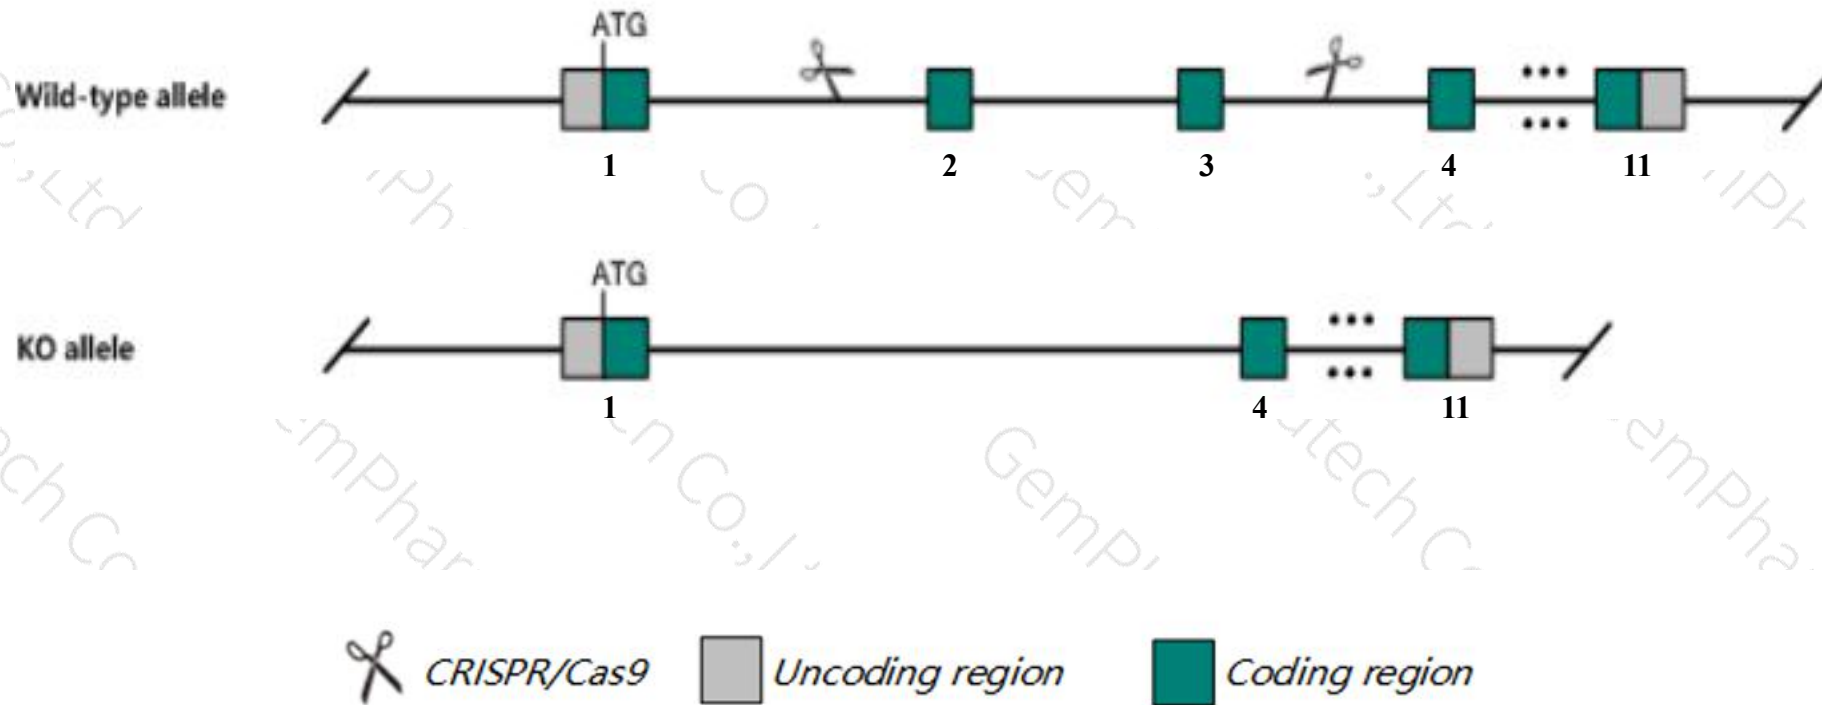 ATG
Wild-type allele
1 2 3 4 11
ATG
KO allele
1 4 11
CRISPR/Cas9 Uncoding region Coding region
GemPh